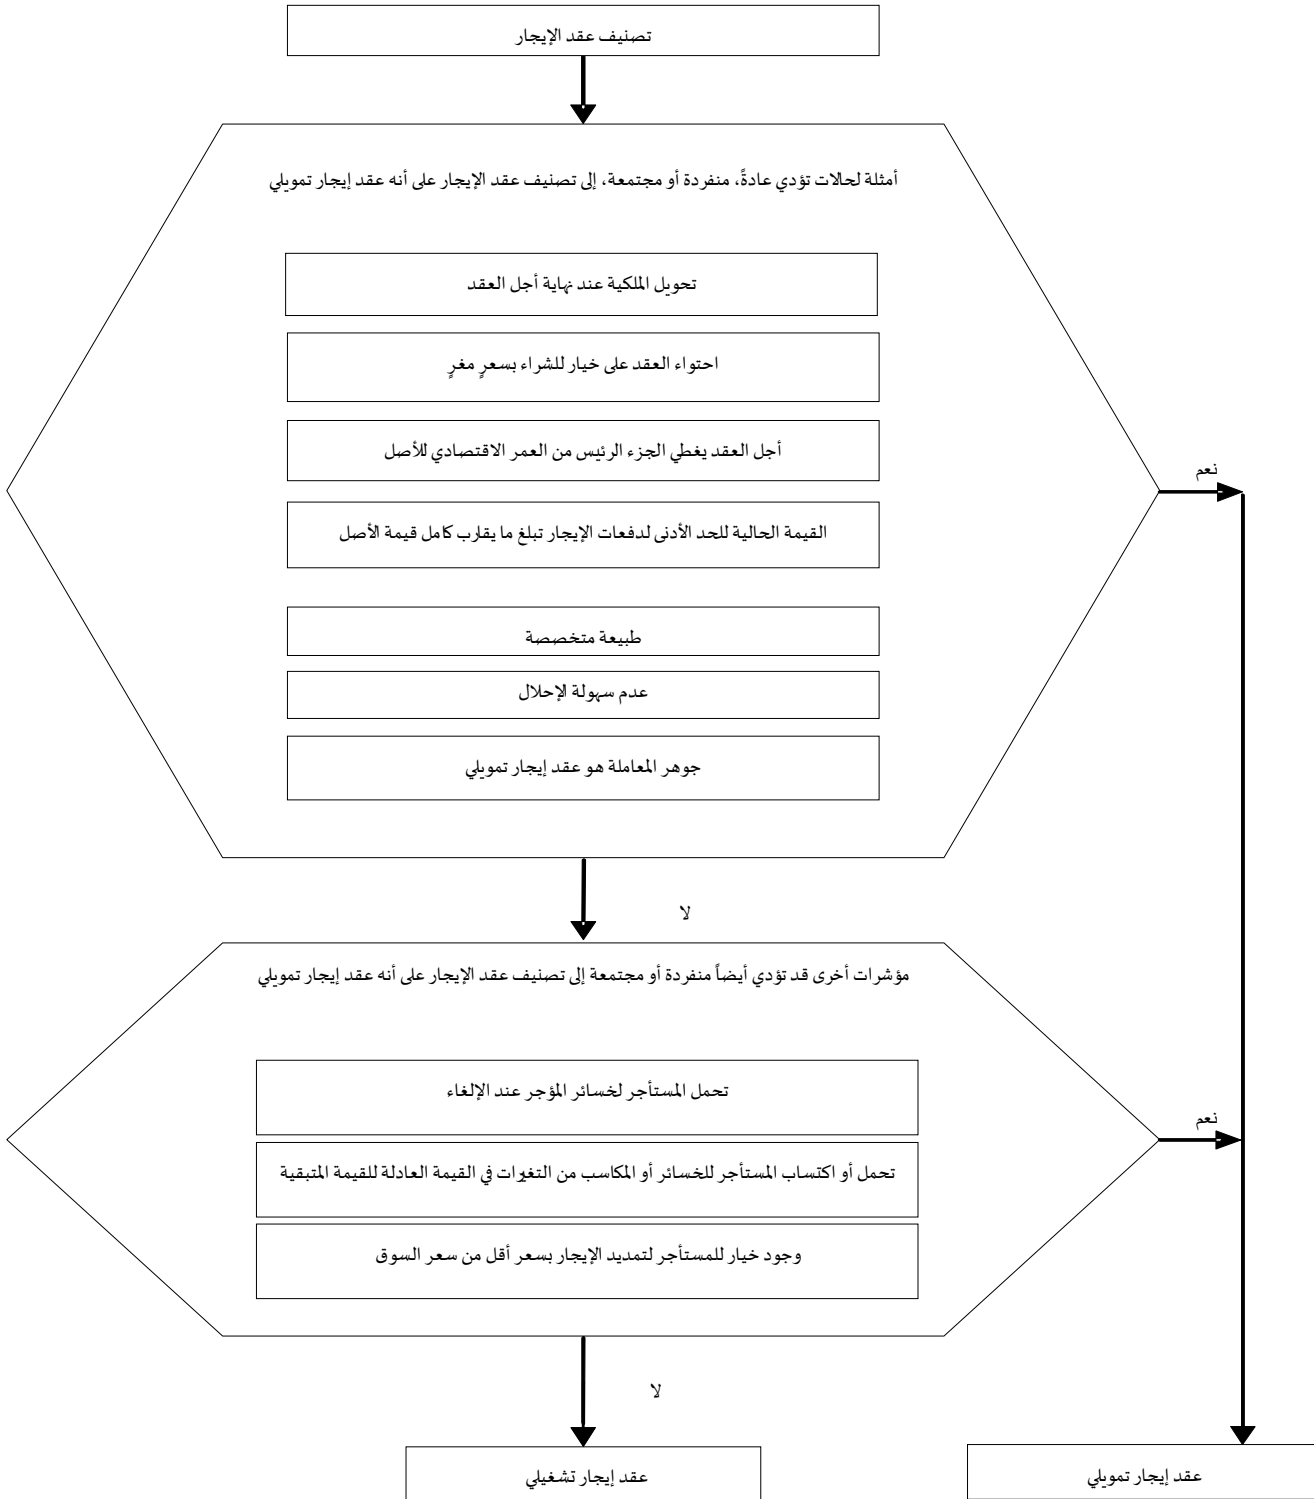 تصنيف عقد الإيجار
أمثلة لحالات تؤدي عادةً، منفردة أو مجتمعة، إلى تصنيف عقد الإيجار على أنه عقد إيجار تمويلي
تحويل الملكية عند نهاية أجل العقد
احتواء العقد على خيار للشراء بسعرٍ مغرٍ
أجل العقد يغطي الجزء الرئيس من العمر الاقتصادي للأصل
نعم
القيمة الحالية للحد الأدنى لدفعات الإيجار تبلغ ما يقارب كامل قيمة الأصل
طبيعة متخصصة
عدم سهولة الإحلال
جوهر المعاملة هو عقد إيجار تمويلي
لا
مؤشرات أخرى قد تؤدي أيضاً منفردة أو مجتمعة إلى تصنيف عقد الإيجار على أنه عقد إيجار تمويلي
تحمل المستأجر لخسائر المؤجر عند الإلغاء
نعم
تحمل أو اكتساب المستأجر للخسائر أو المكاسب من التغيرات في القيمة العادلة للقيمة المتبقية
وجود خيار للمستأجر لتمديد الإيجار بسعر أقل من سعر السوق
لا
عقد إيجار تمويلي
عقد إيجار تشغيلي